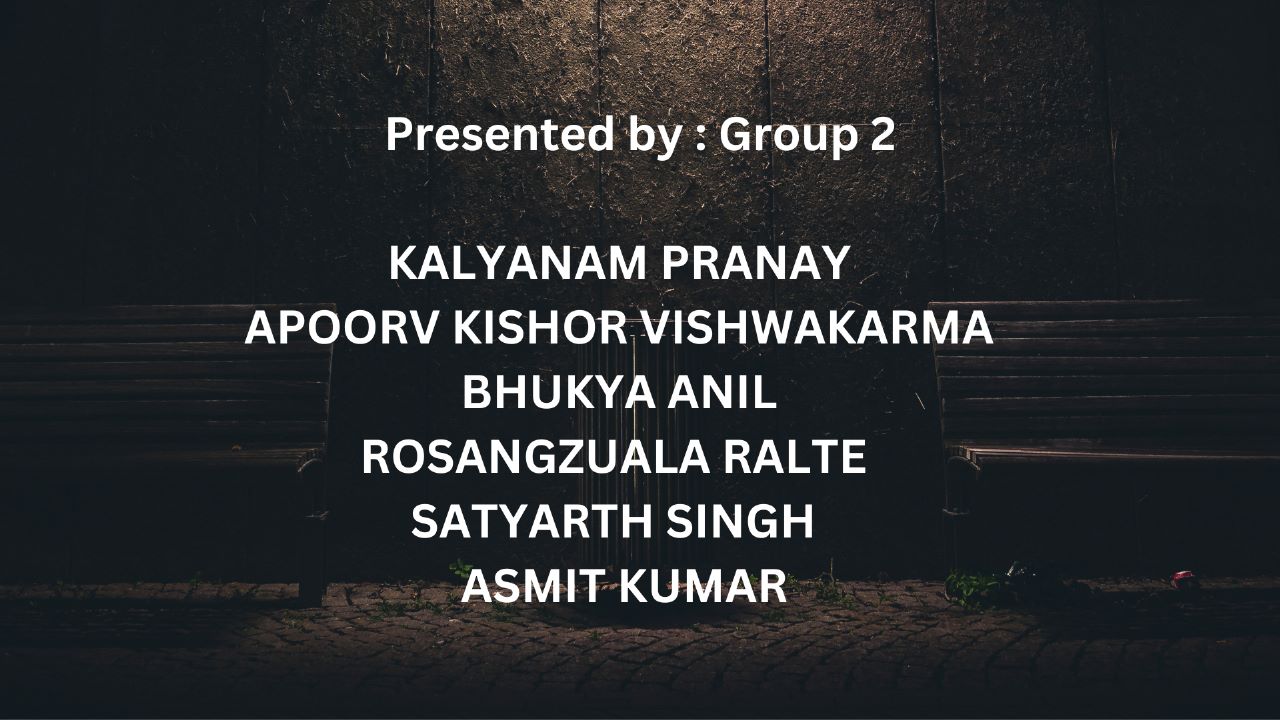 Presented by : Group 2
KALYANAM PRANAY
APOORV KISHOR VISHWAKARMA
BHUKYA ANIL
ROSANGZUALA RALTE
SATYARTH SINGH
ASMIT KUMAR